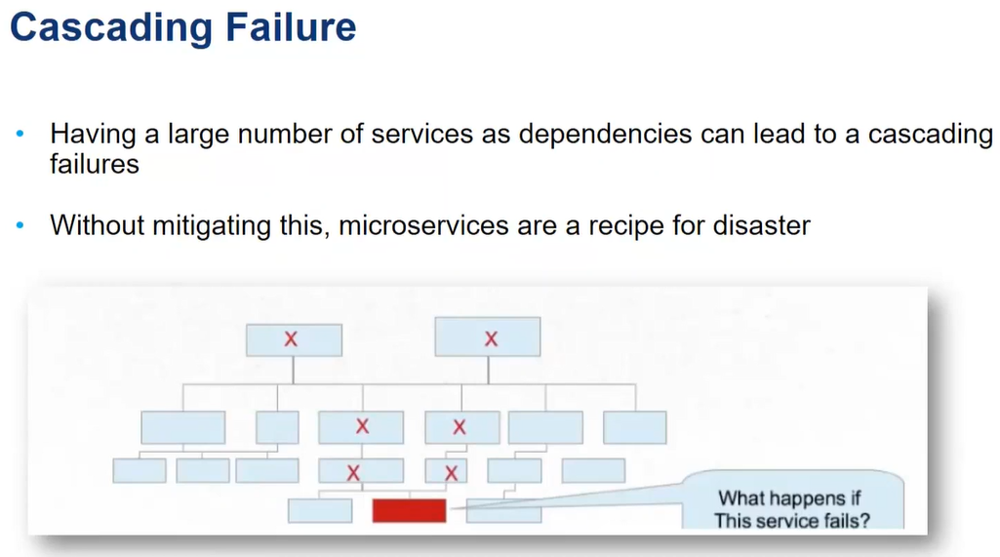 Cascading Failure
• Having a large number of services as dependencies can lead to a cascading
failures
• Without mitigating this, microservices are a recipe for disaster
X X
X X
X X
What happens if
This service fails?